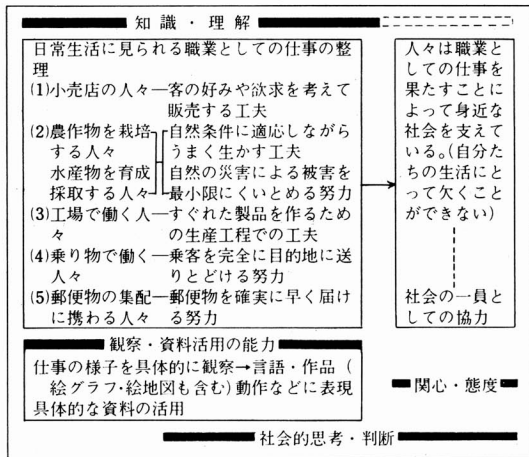 知識・理解
日常生活に見られる職業としての仕事の整
理
(1)小売店の人々―客の好みや欲求を考えて
販売する工夫
(2)農作物を栽培
する人々
水産物を育成
採取する人々
自然条件に適応しながら
うまく生かす工夫
自然の災害による被害を
最小限にくいとめる努力
(3)工場で働く人―すぐれた製品を作るため
々 の生産工程での工夫
(4)乗り物で働く―乗客を完全に目的地に送
人々 りとどける努力
(5)郵便物の集配―郵便物を確実に早く届け
に携わる人々 る努力
人々は職業と
しての仕事を
果たすことに
よって身近な
社会を支えて
いる。(自分た
ちの生活にと
って欠くこと
ができない)
社会の一員と
しての協力
観察・資料活用の能力
仕事の様子を具体的に観察→言語・作品(
絵グラフ・絵地図も含む)動作などに表現
具体的な資料の活用
関心・態度
社会的思考・判断